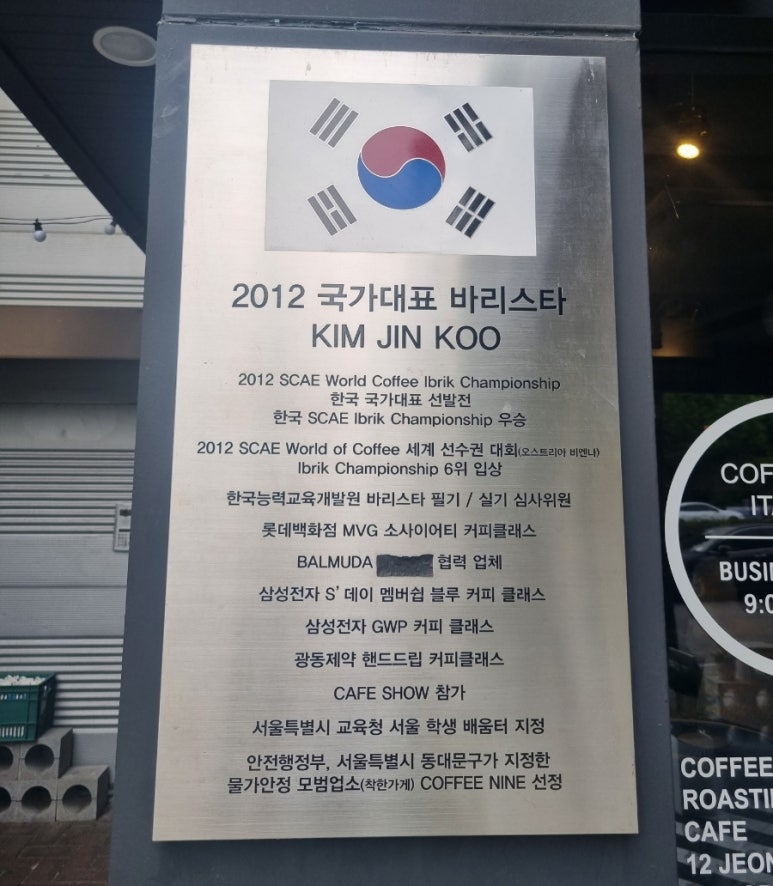 2012 국가대표 바리스타
KIM JIN KOO
2012 SCAE World Coffee Ibrik Championship
한국 국가대표 선발전
한국 SCAE Ibrik Championship 우승
2012 SCAE World of Coffee 세계 선수권 대회(오스트리아 비엔나)
Ibrik Championship 6위 입상
한국능력교육개발원 바리스타 필기 / 실기 심사위원
롯데백화점 MVG 소사이어티 커피클래스
BALMUDA 협력 업체
삼성전자 S' 데이 멤버쉽 블루 커피 클래스
삼성전자 GWP 커피 클래스
광동제약 핸드드립 커피클래스
CAFE SHOW 참가
서울특별시 교육청 서울 학생 배움터 지정
안전행정부, 서울특별시 동대문구가 지정한
물가안정 모범업소(착한가게) COFFEE NINE 선정
COFFEE
CAFE